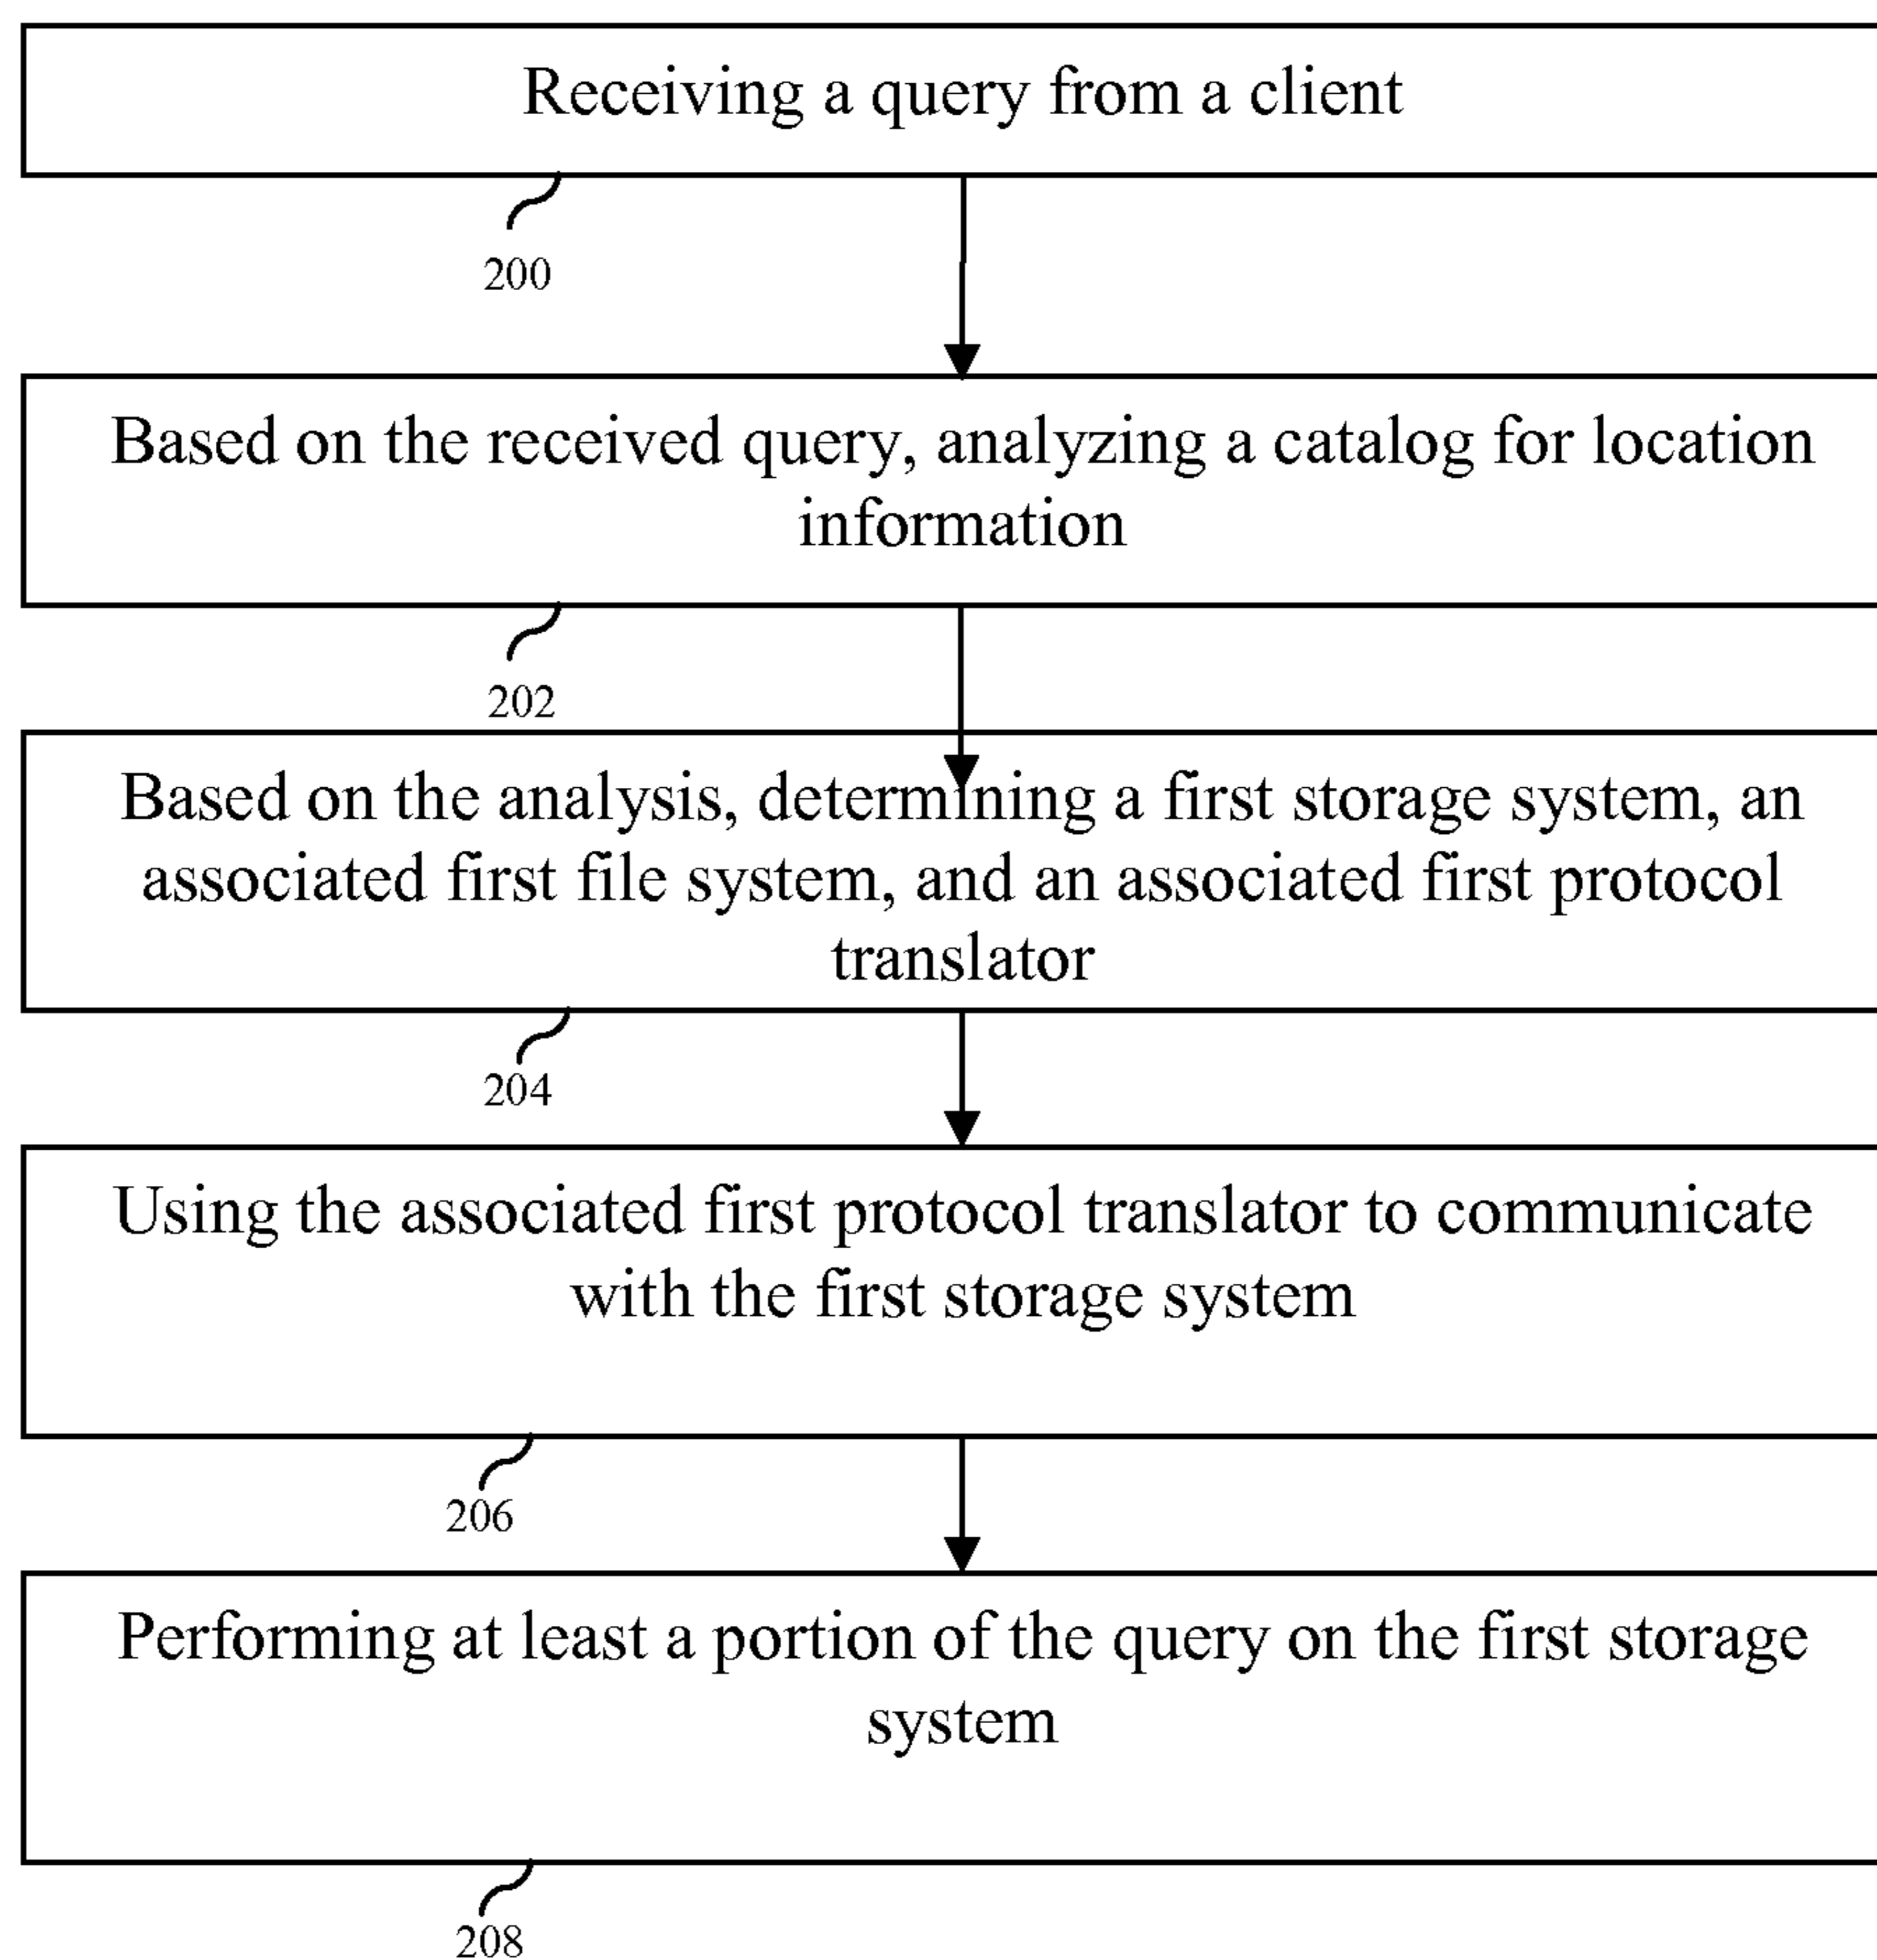 Receiving a query from a client
200
Based on the received query, analyzing a catalog for location
information
202
Based on the analysis, determining a first storage system, an
associated first file system, and an associated first protocol
translator
204
Using the associated first protocol translator to communicate
with the first storage system
206
Performing at least a portion of the query on the first storage
system
208